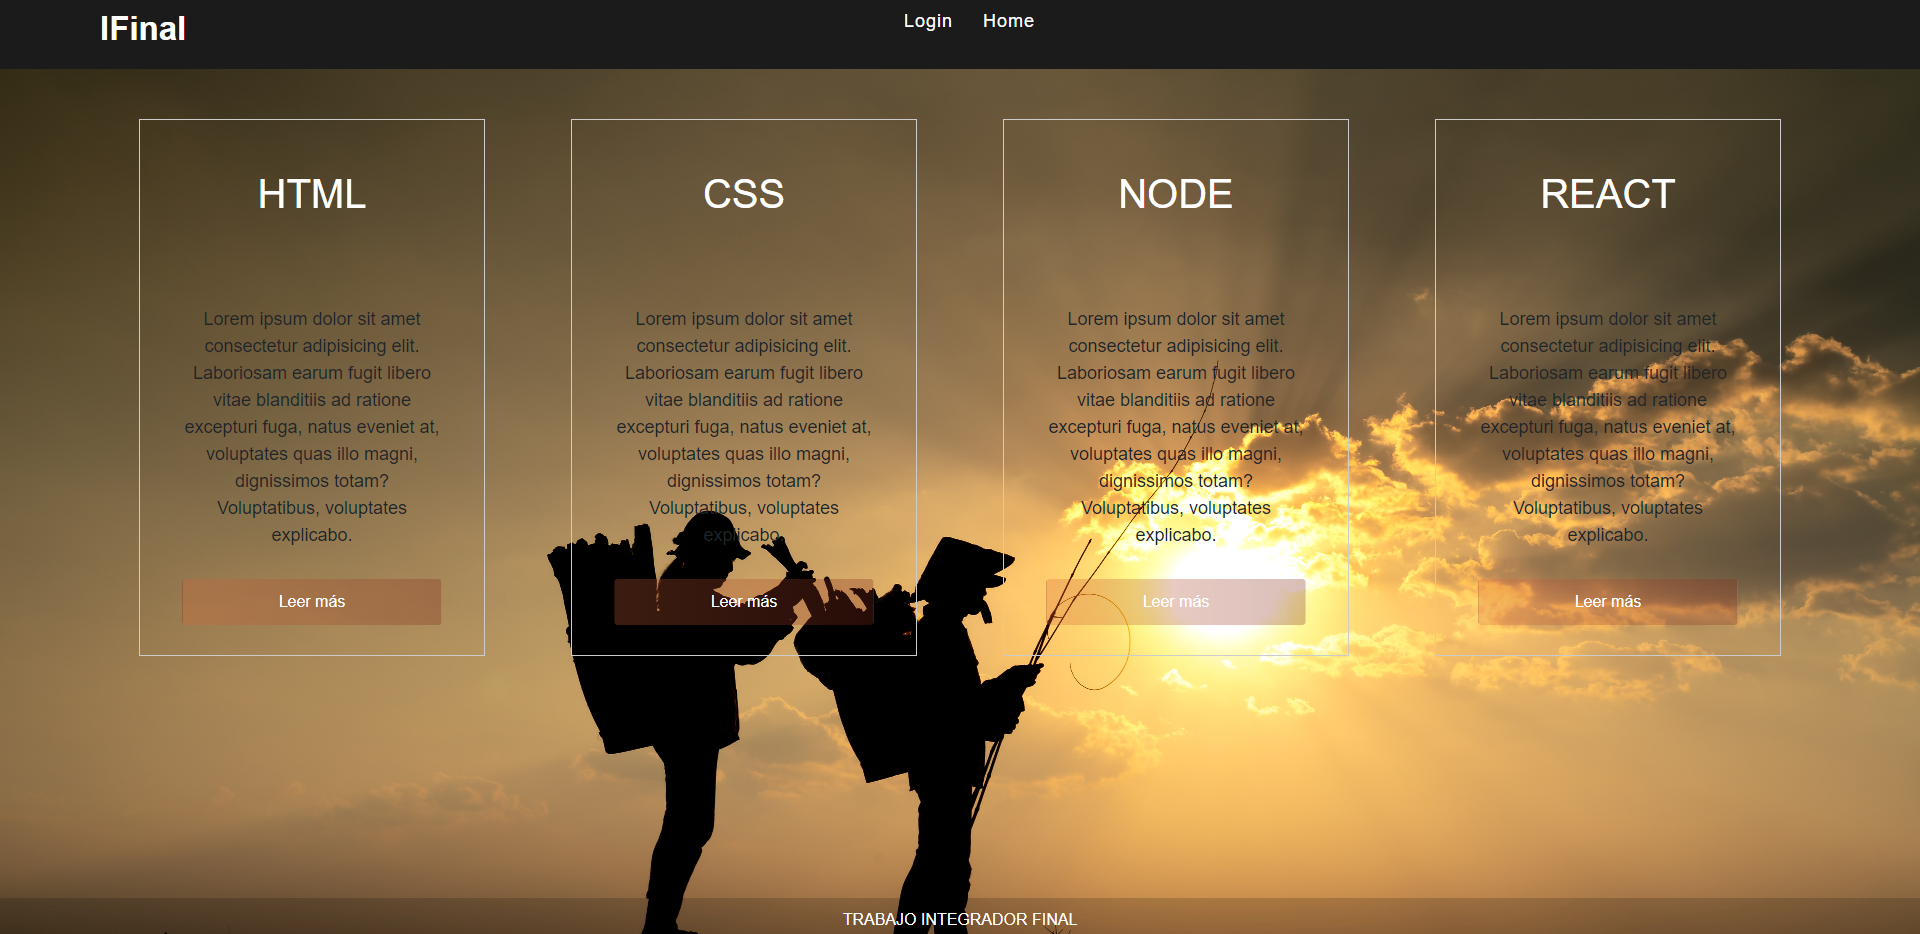 IFinal
Login Home
HTML
Lorem ipsum dolor sit amet
consectetur adipisicing elit.
Laboriosam earum fugit libero
vitae blanditiis ad ratione
excepturi fuga, natus eveniet at,
voluptates quas illo magni,
dignissimos totam?
Voluptatibus, voluptates
explicabo.
Leer más
CSS
Lorem ipsum dolor sit amet
consectetur adipisicing elit.
Laboriosam earum fugit libero
vitae blanditiis ad ratione
excepturi fuga, natus eveniet at,
voluptates quas illo magni,
dignissimos totam?
Voluptatibus, voluptates
explicabo.
Leer más
NODE
Lorem ipsum dolor sit amet
consectetur adipisicing elit.
Laboriosam earum fugit libero
vitae blanditiis ad ratione
excepturi fuga, natus eveniet at,
voluptates quas illo magni,
dignissimos totam?
Voluptatibus, voluptates
explicabo.
Leer más
REACT
Lorem ipsum dolor sit amet
consectetur adipisicing elit.
Laboriosam earum fugit libero
vitae blanditiis ad ratione
excepturi fuga, natus eveniet at,
voluptates quas illo magni,
dignissimos totam?
Voluptatibus, voluptates
explicabo.
Leer más
TRABAJO INTEGRADOR FINAL